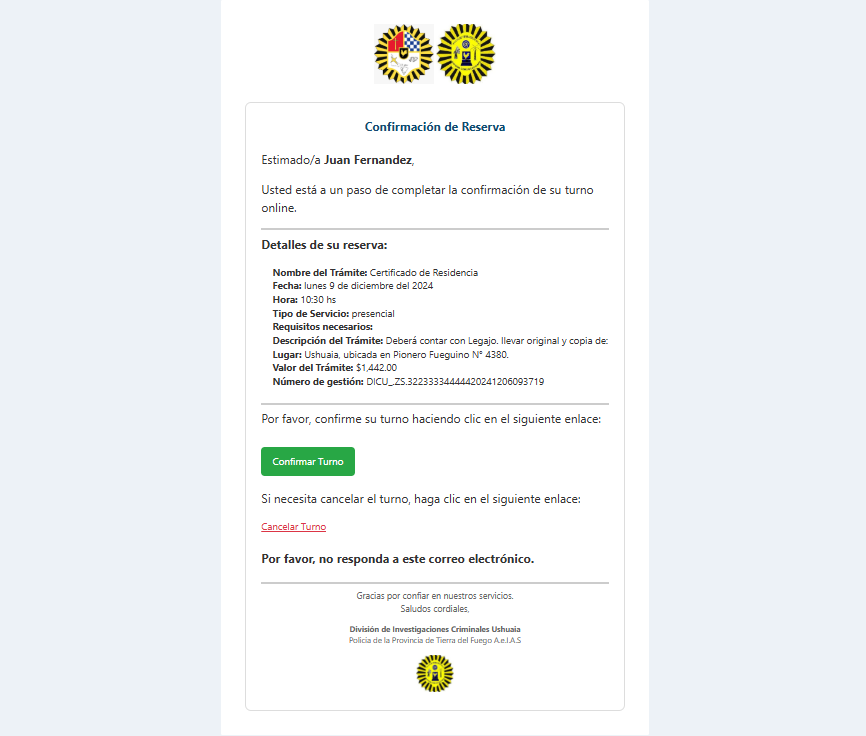 Confirmación de Reserva
Estimado/a Juan Fernandez,
Usted está a un paso de completar la confirmación de su turno
online.
Detalles de su reserva:
Nombre del Trámite: Certificado de Residencia
Fecha: lunes 9 de diciembre del 2024
Hora: 10:30 hs
Tipo de Servicio: presencial
Requisitos necesarios:
Descripción del Trámite: Deberá contar con Legajo. llevar original y copia de:
Lugar: Ushuaia, ubicada en Pionero Fueguino N° 4380.
Valor del Trámite: $1,442.00
Número de gestión: DICU_.ZS.32233334444420241206093719
Por favor, confirme su turno haciendo clic en el siguiente enlace:
Confirmar Turno
Si necesita cancelar el turno, haga clic en el siguiente enlace:
Cancelar Turno
Por favor, no responda a este correo electrónico.
Gracias por confiar en nuestros servicios.
Saludos cordiales,
División de Investigaciones Criminales Ushuaia
Policía de la Provincia de Tierra del Fuego A.e.I.A.S